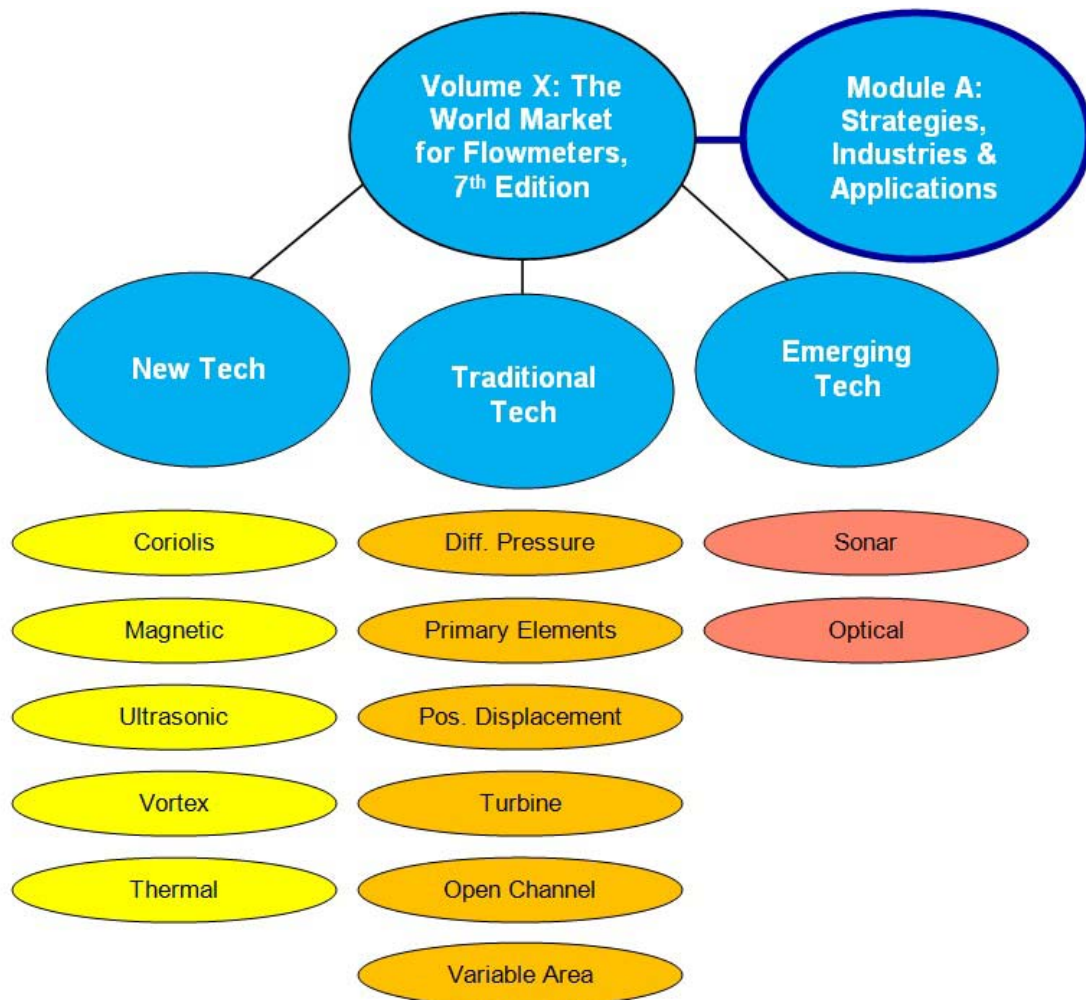 Volume X: The
World Market
for Flowmeters,
7th Edition
Module A:
Strategies,
Industries &
Applications
New Tech
Traditional
Tech
Emerging
Tech
Coriolis
Magnetic
Ultrasonic
Vortex
Thermal
Diff. Pressure
Primary Elements
Pos. Displacement
Turbine
Open Channel
Variable Area
Sonar
Optical